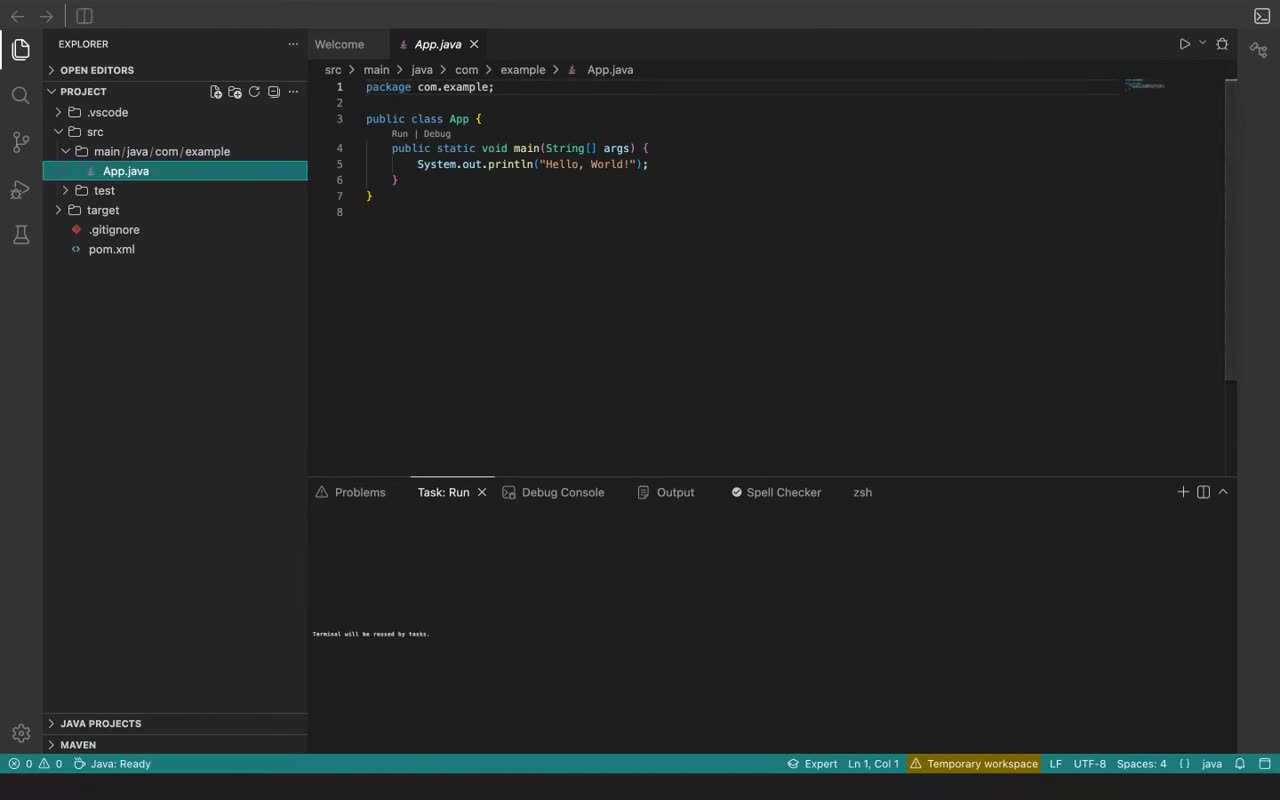 EXPLORER
Welcome
App.java
OPEN EDITORS
src > main > java > com > example > App.java
PROJECT
.vscode
src
main/java/com/example
App.java
test
target
.gitignore
pom.xml
1 package com.example;
2
3 public class App {
Run | Debug
4 public static void main(String[] args) {
5 System.out.println("Hello, World!");
6 }
7 }
8
Problems
Task: Run
Debug Console
Output
Spell Checker
zsh
Terminal will be reused by tasks.
JAVA PROJECTS
MAVEN
0 0 Java: Ready
Expert Ln 1, Col 1 Temporary workspace LF UTF-8 Spaces: 4 {} java